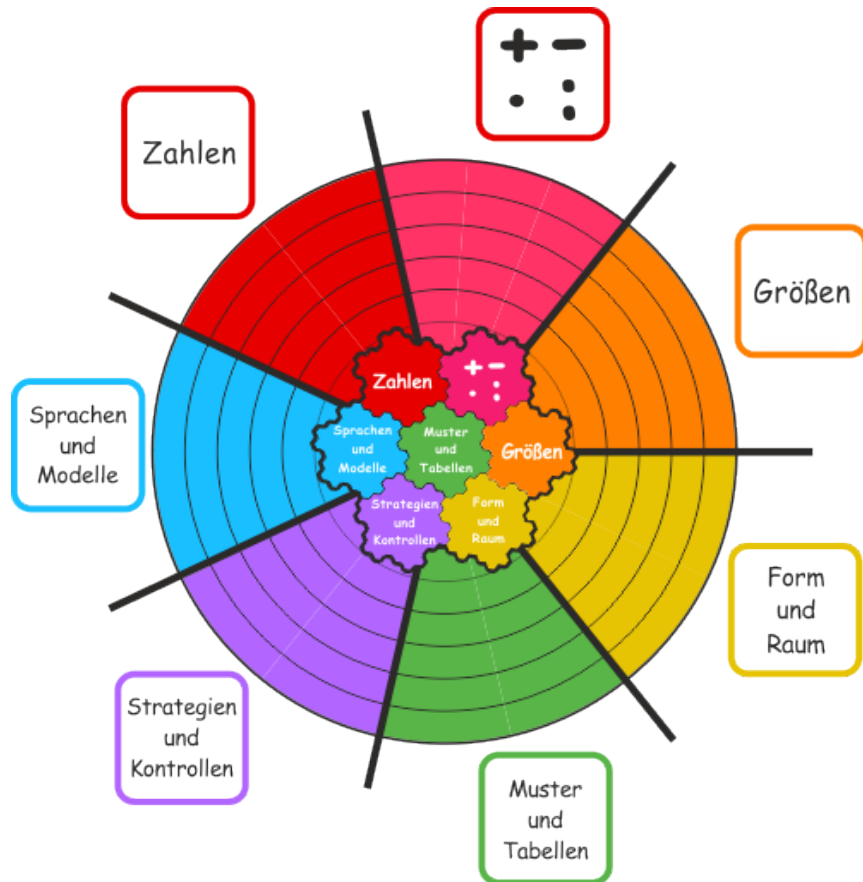 + −
· :
Zahlen
Größen
Zahlen
+ −
· :
Sprachen
und
Modelle
Muster
und
Tabellen
Größen
Sprachen
und
Modelle
Strategien
und
Kontrollen
Form
und
Raum
Form
und
Raum
Strategien
und
Kontrollen
Muster
und
Tabellen